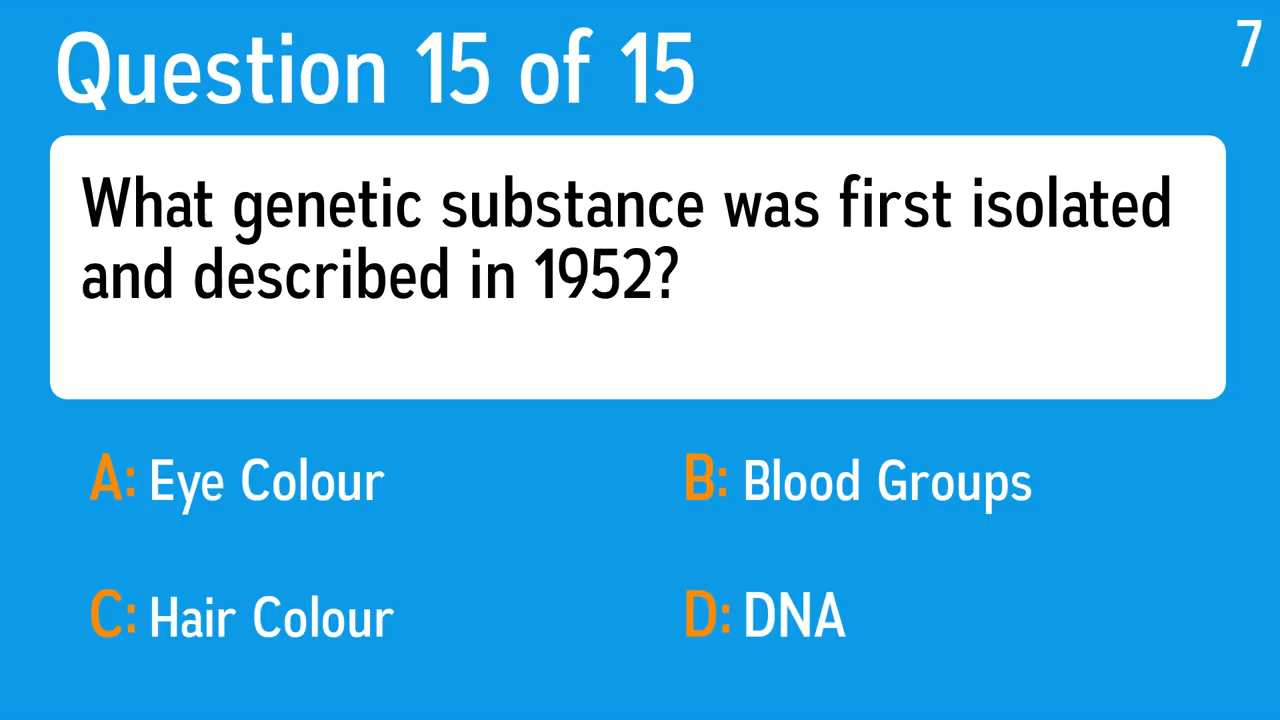 Question 15 of 15
7
What genetic substance was first isolated
and described in 1952?
A: Eye Colour
B: Blood Groups
C: Hair Colour
D: DNA